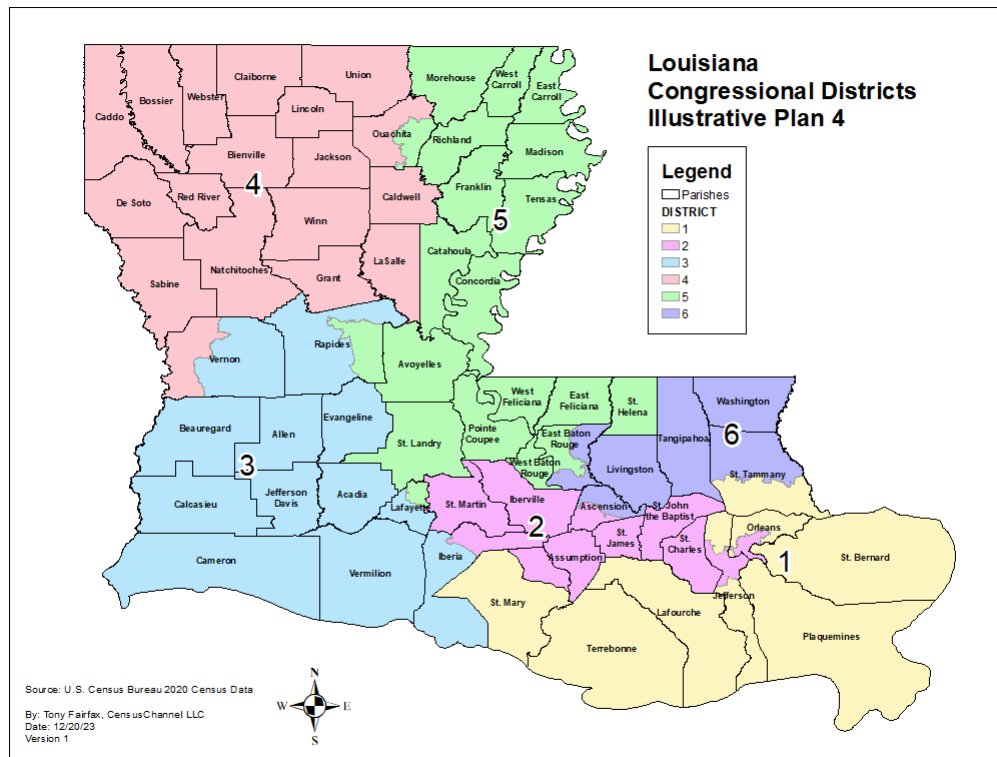 Louisiana
Congressional Districts
Illustrative Plan 4
Legend
Parishes
DISTRICT
1
2
3
4
5
6
Caddo
Bossier
Webster
Claiborne
Union
Morehouse
West
Carroll
East
Carroll
Lincoln
Ouachita
Richland
Madison
Bienville
Jackson
4
De Soto
Red River
Caldwell
Franklin
Tensas
5
Winn
Catahoula
Natchitoches
LaSalle
Sabine
Grant
Concordia
Vernon
Rapides
Avoyelles
West
Feliciana
East
Feliciana
St.
Helena
Washington
Beauregard
Allen
Evangeline
St. Landry
Pointe
Coupee
East Baton
Rouge
Tangipahoa
6
3
West Baton
Rouge
Livingston
St. Tammany
Calcasieu
Jefferson
Davis
Acadia
Lafayette
St. Martin
Iberville
Ascension
St. John
the Baptist
Orleans
2
St.
James
St.
Charles
1
St. Bernard
Cameron
Vermilion
Iberia
Assumption
St. Mary
Lafourche
Jefferson
Plaquemines
Terrebonne
Source: U.S. Census Bureau 2020 Census Data
By: Tony Fairfax, CensusChannel LLC
Date: 12/20/23
Version 1
N
W
E
S